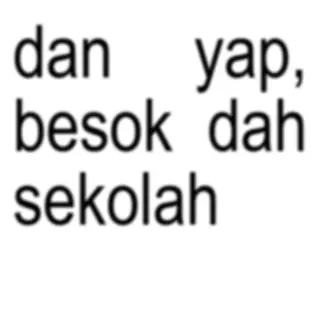 dan yap,
besok dah
sekolah